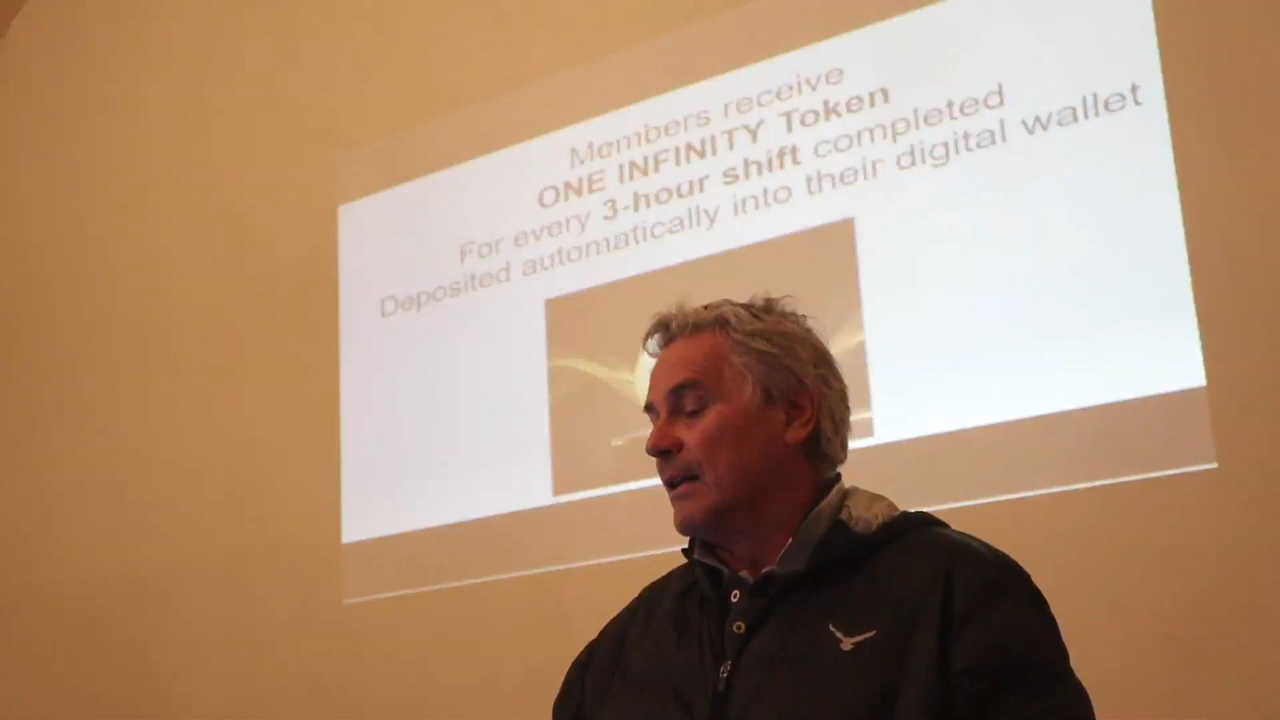 Members receive
ONE INFINITY Token
For every 3-hour shift completed
Deposited automatically into their digital wallet